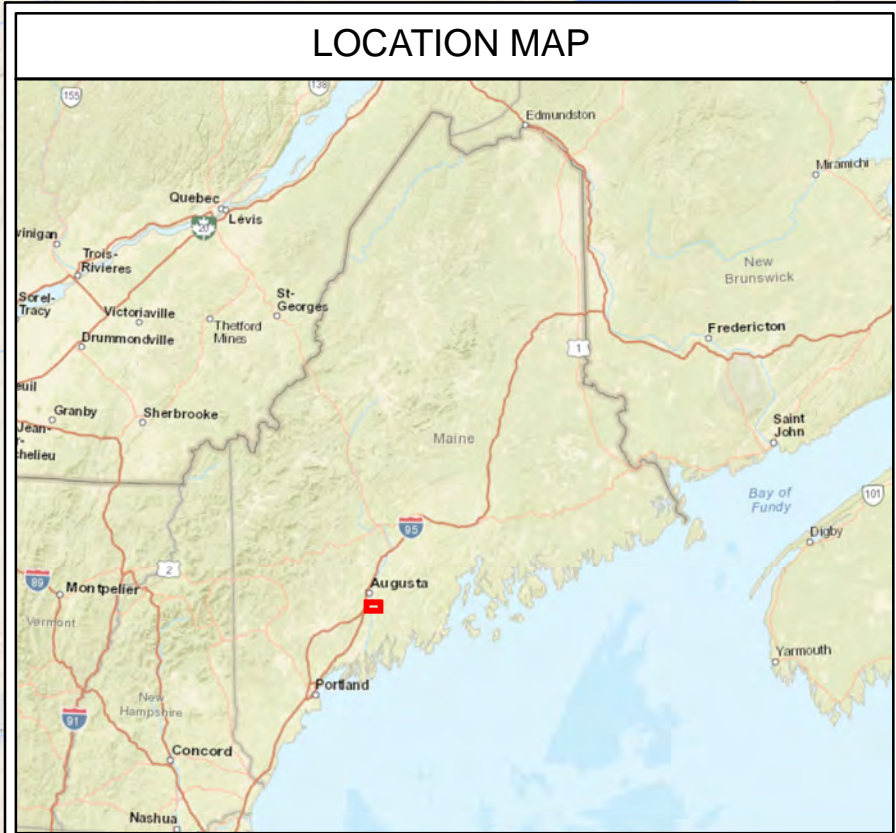 LOCATION MAP
155
138
Edmundston
Miramichi
Quebec
Lévis
20
vinigan
Trois-
Rivieres
New
Brunswick
Sorel-
Tracy
Victoriaville
Thetford
Mines
St-
Georges
Drummondville
Fredericton
1
euil
Granby
Sherbrooke
Jean-
r-
chelieu
Maine
Saint
John
Bay of
Fundy
101
95
Digby
2
89
Montpelier
Augusta
Vermont
Yarmouth
Portland
New
Hampshire
91
Concord
Nashua